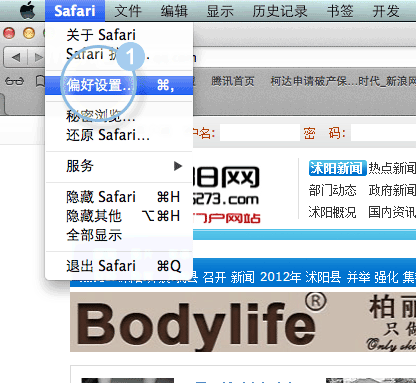 Safari 文件 编辑 显示 历史记录 书签 开发
关于 Safari
Safari
1
偏好设置... ⌘,
腾讯首页 柯达申请破产保...时代_新浪网
秘密浏览...
还原 Safari...
名: 密 码:
服务
沭阳新闻 热点新闻
部门动态 政府新闻
沭阳概况 国内资讯
阳网
5273.com
门户网站
隐藏 Safari ⌘H
隐藏其他 ⌥⌘H
全部显示
退出 Safari ⌘Q
县 召开 新闻 2012年 沭阳县 并举 强化 集
Bodylife®
柏丽
只做
Only ski